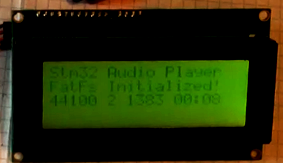 Stm32 Audio Player
FatFs Initialized!
44100 2 1383 00:08